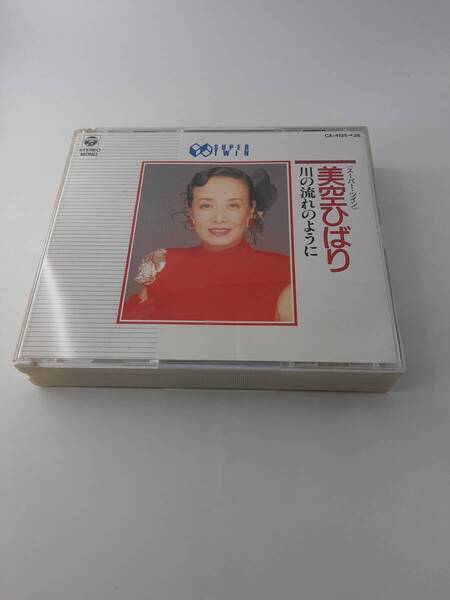 STEREO
MONO
SUPER
TWIN
CA-4125→26
〈スーパー・ツイン〉
美空ひばり
川の流れのように